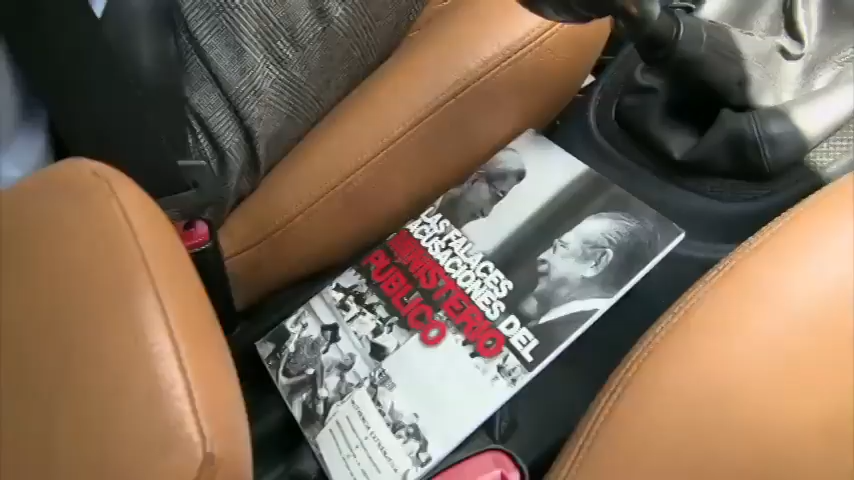 LAS FALACES
ACUSACIONES DEL
MINISTERIO
PÚBLICO